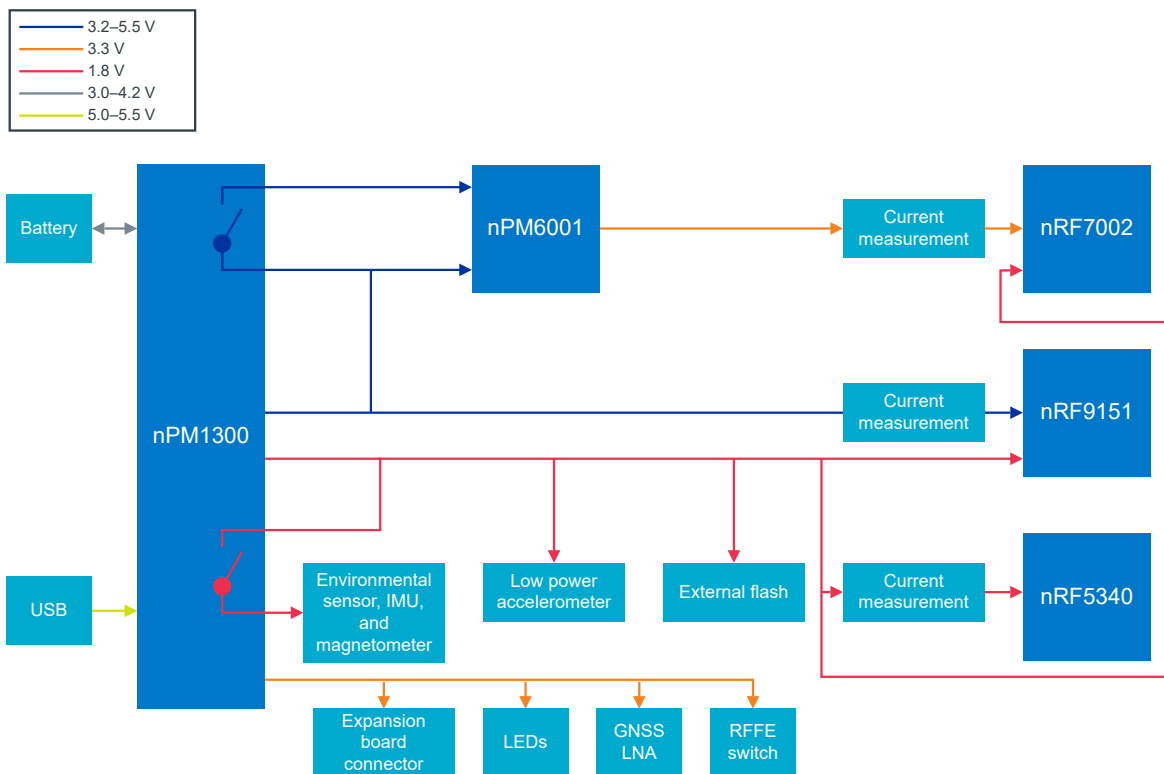 3.2–5.5 V
3.3 V
1.8 V
3.0–4.2 V
5.0–5.5 V
Battery
nPM6001
Current
measurement
nRF7002
nPM1300
Current
measurement
nRF9151
USB
Environmental
sensor, IMU,
and
magnetometer
Low power
accelerometer
External flash
Current
measurement
nRF5340
Expansion
board
connector
LEDs
GNSS
LNA
RFFE
switch